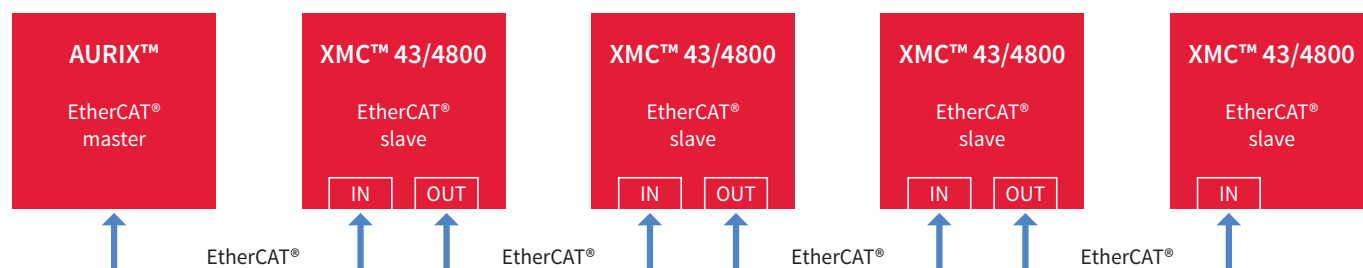 AURIX™
EtherCAT®
master
XMC™ 43/4800
EtherCAT®
slave
IN
OUT
XMC™ 43/4800
EtherCAT®
slave
IN
OUT
XMC™ 43/4800
EtherCAT®
slave
IN
OUT
XMC™ 43/4800
EtherCAT®
slave
IN
EtherCAT®
EtherCAT®
EtherCAT®
EtherCAT®